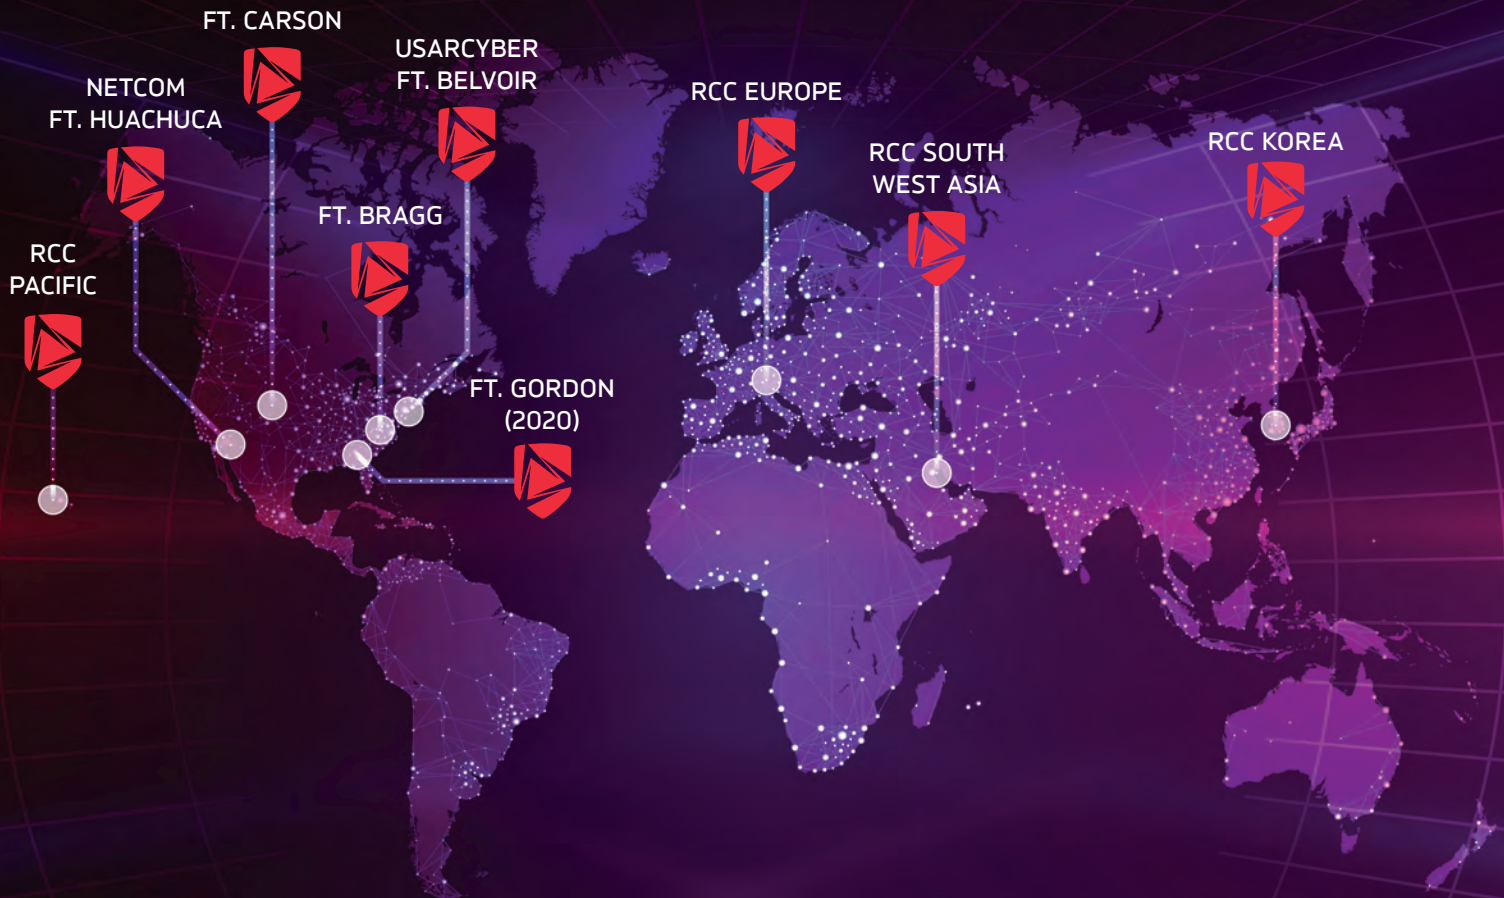 FT. CARSON
USARCYBER
FT. BELVOIR
NETCOM
FT. HUACHUCA
RCC EUROPE
RCC SOUTH
WEST ASIA
RCC KOREA
FT. BRAGG
RCC
PACIFIC
FT. GORDON
(2020)